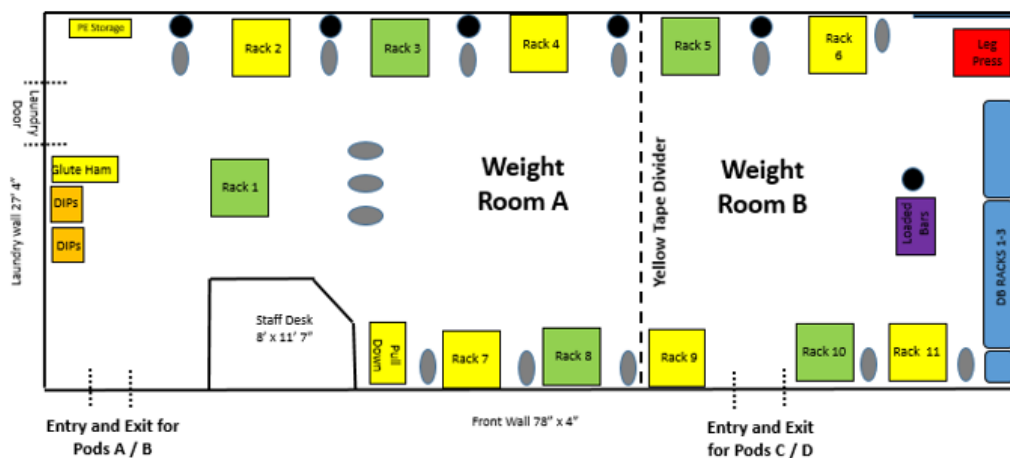 PE Storage
Rack 2
Rack 3
Rack 4
Rack 5
Rack
6
Leg
Press
Laundry
Door
Glute Ham
DIPs
DIPs
Rack 1
Weight
Room A
Yellow Tape Divider
Weight
Room B
Loaded
Bars
DB RACKS 1-3
Laundry wall 27' 4"
Staff Desk
8' x 11' 7"
Pull
Down
Rack 7
Rack 8
Rack 9
Rack 10
Rack 11
Entry and Exit for
Pods A / B
Front Wall 78" x 4"
Entry and Exit
for Pods C / D